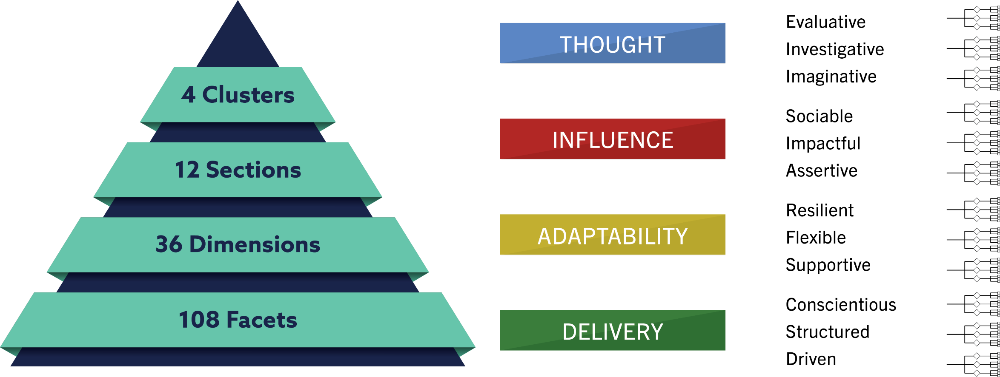 4 Clusters
12 Sections
36 Dimensions
108 Facets
THOUGHT
Evaluative
Investigative
Imaginative
INFLUENCE
Sociable
Impactful
Assertive
ADAPTABILITY
Resilient
Flexible
Supportive
DELIVERY
Conscientious
Structured
Driven